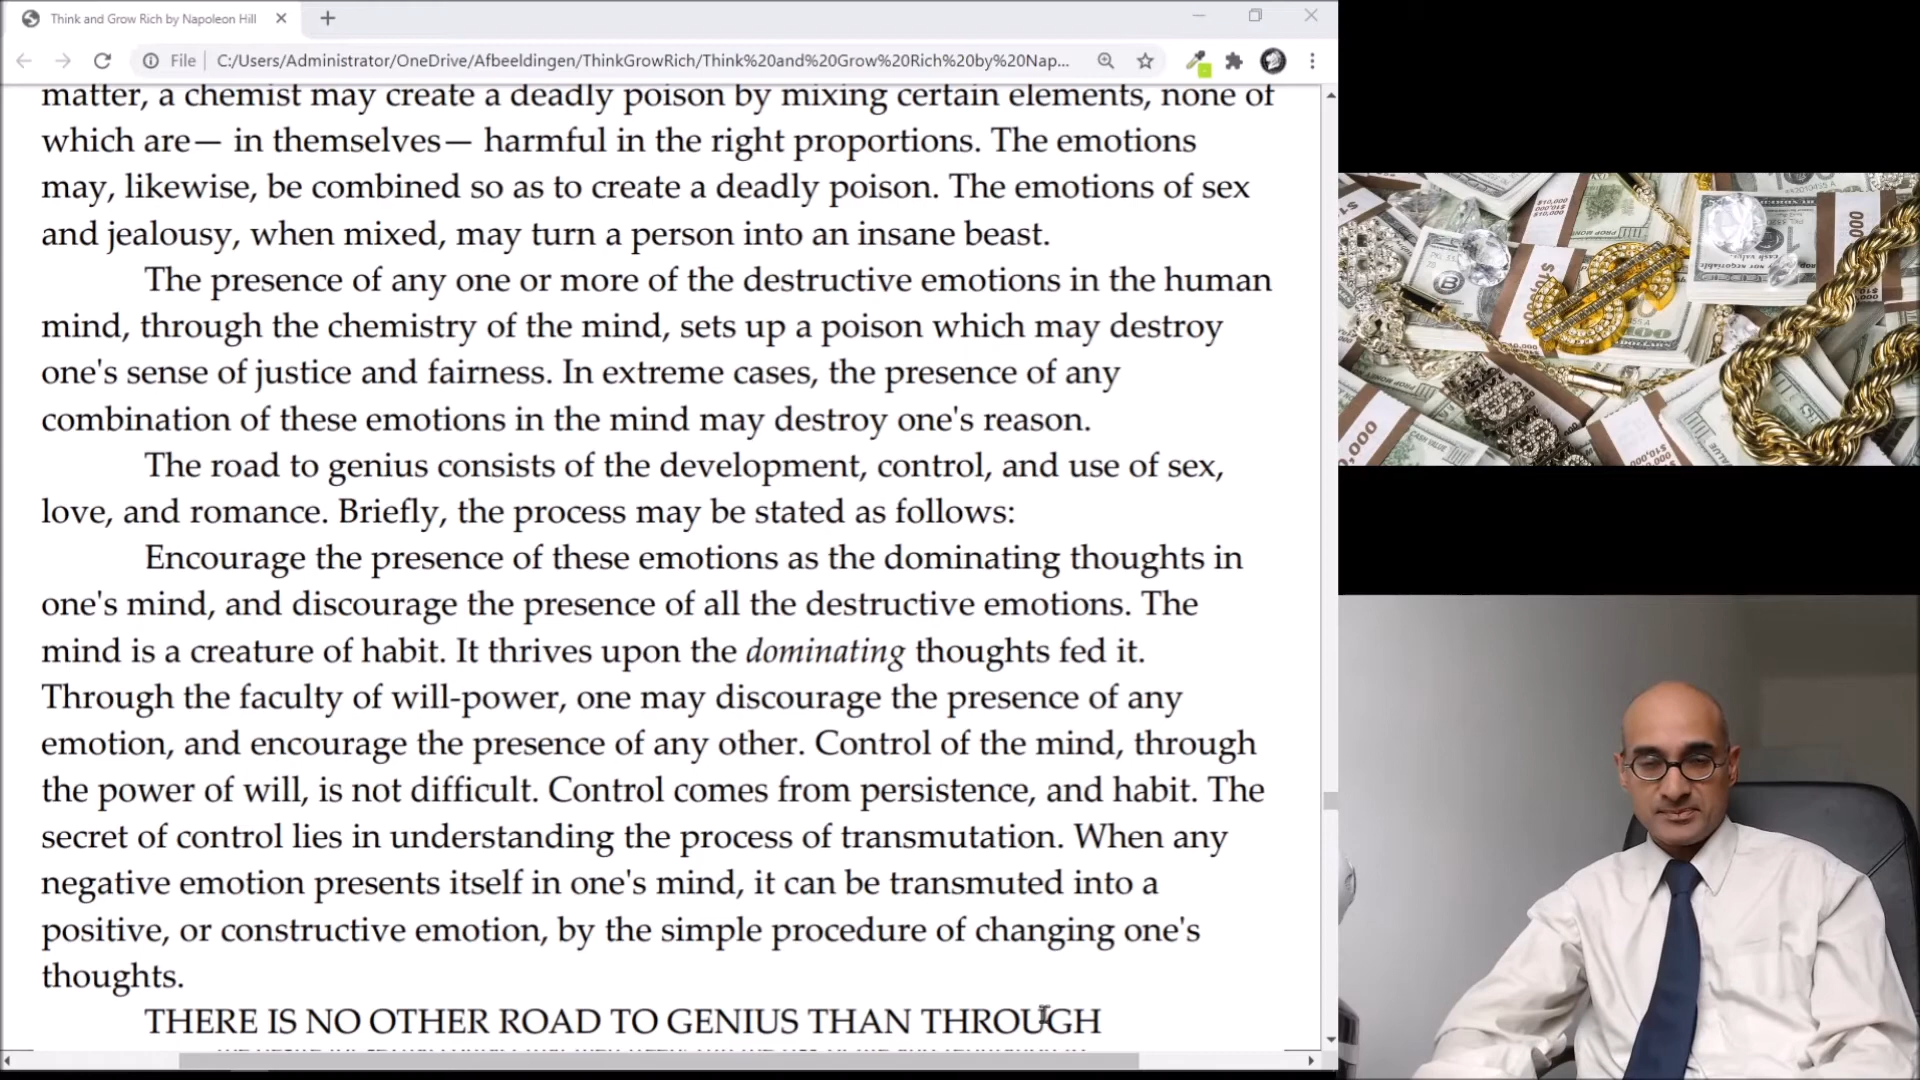 Think and Grow Rich by Napoleon Hill
File
C:/Users/Administrator/OneDrive/Afbeeldingen/ThinkGrowRich/Think%20and%20Grow%20Rich%20by%20Nap...
matter, a chemist may create a deadly poison by mixing certain elements, none of
which are— in themselves— harmful in the right proportions. The emotions
may, likewise, be combined so as to create a deadly poison. The emotions of sex
and jealousy, when mixed, may turn a person into an insane beast.
The presence of any one or more of the destructive emotions in the human
mind, through the chemistry of the mind, sets up a poison which may destroy
one's sense of justice and fairness. In extreme cases, the presence of any
combination of these emotions in the mind may destroy one's reason.
The road to genius consists of the development, control, and use of sex,
love, and romance. Briefly, the process may be stated as follows:
Encourage the presence of these emotions as the dominating thoughts in
one's mind, and discourage the presence of all the destructive emotions. The
mind is a creature of habit. It thrives upon the dominating thoughts fed it.
Through the faculty of will-power, one may discourage the presence of any
emotion, and encourage the presence of any other. Control of the mind, through
the power of will, is not difficult. Control comes from persistence, and habit. The
secret of control lies in understanding the process of transmutation. When any
negative emotion presents itself in one's mind, it can be transmuted into a
positive, or constructive emotion, by the simple procedure of changing one's
thoughts.
THERE IS NO OTHER ROAD TO GENIUS THAN THROUGH
$10,000